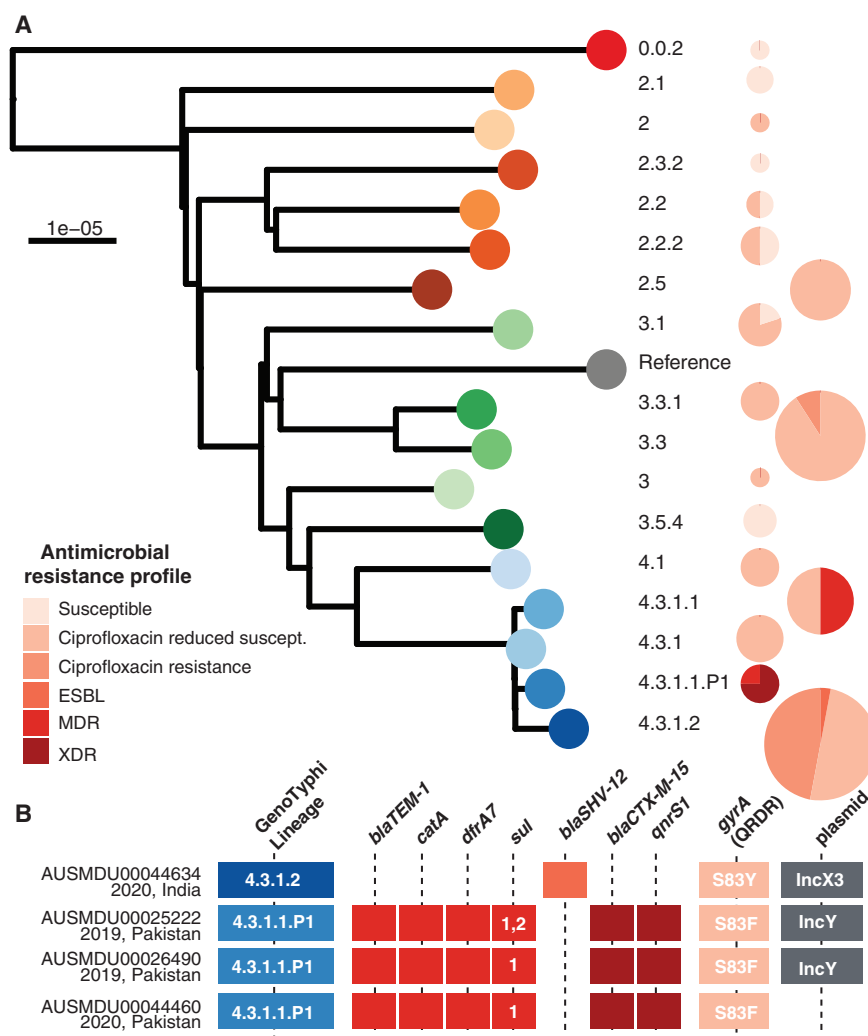 A
0.0.2
2.1
2
2.3.2
2.2
1e−05
2.2.2
2.5
3.1
Reference
3.3.1
3.3
3
3.5.4
4.1
4.3.1.1
4.3.1
4.3.1.1.P1
4.3.1.2
Antimicrobial
resistance profile
Susceptible
Ciprofloxacin reduced suscept.
Ciprofloxacin resistance
ESBL
MDR
XDR
B
GenoTyphi
Lineage
blaTEM-1
catA
dfrA7
sul
blaSHV-12
blaCTX-M-15
qnrS1
gyrA
(QRDR)
plasmid
AUSMDU00044634
2020, India
4.3.1.2
S83Y
IncX3
AUSMDU00025222
2019, Pakistan
4.3.1.1.P1
1,2
S83F
IncY
AUSMDU00026490
2019, Pakistan
4.3.1.1.P1
1
S83F
IncY
AUSMDU00044460
2020, Pakistan
4.3.1.1.P1
1
S83F